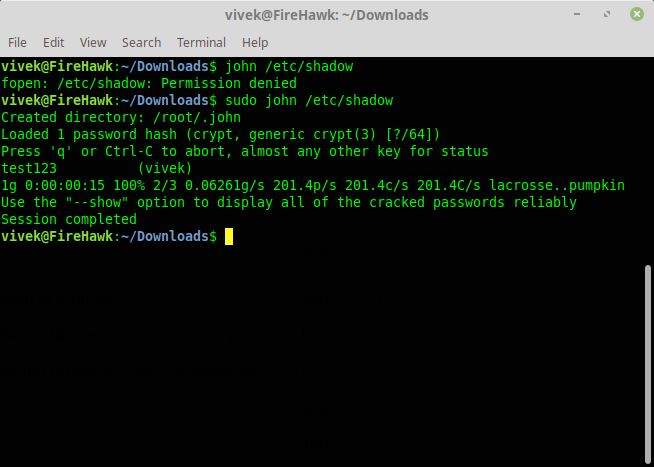 vivek@FireHawk: ~/Downloads
File Edit View Search Terminal Help
vivek@FireHawk:~/Downloads$ john /etc/shadow
fopen: /etc/shadow: Permission denied
vivek@FireHawk:~/Downloads$ sudo john /etc/shadow
Created directory: /root/.john
Loaded 1 password hash (crypt, generic crypt(3) [?/64])
Press 'q' or Ctrl-C to abort, almost any other key for status
test123          (vivek)
1g 0:00:00:15 100% 2/3 0.06261g/s 201.4p/s 201.4c/s 201.4C/s lacrosse..pumpkin
Use the "--show" option to display all of the cracked passwords reliably
Session completed
vivek@FireHawk:~/Downloads$